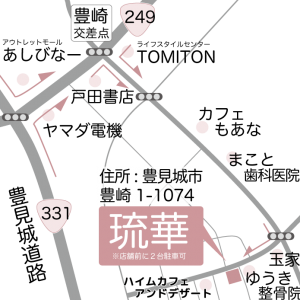 豊崎
交差点
249
アウトレットモール
あしびなー
ライフスタイルセンター
TOMITON
戸田書店
ヤマダ電機
カフェ
もあな
まこと
歯科医院
住所：豊見城市
豊崎 1-1074
331
豊見城道路
琉華
※店舗前に２台駐車可
玉家
ゆうき
整骨院
ハイムカフェ
アンドデザート